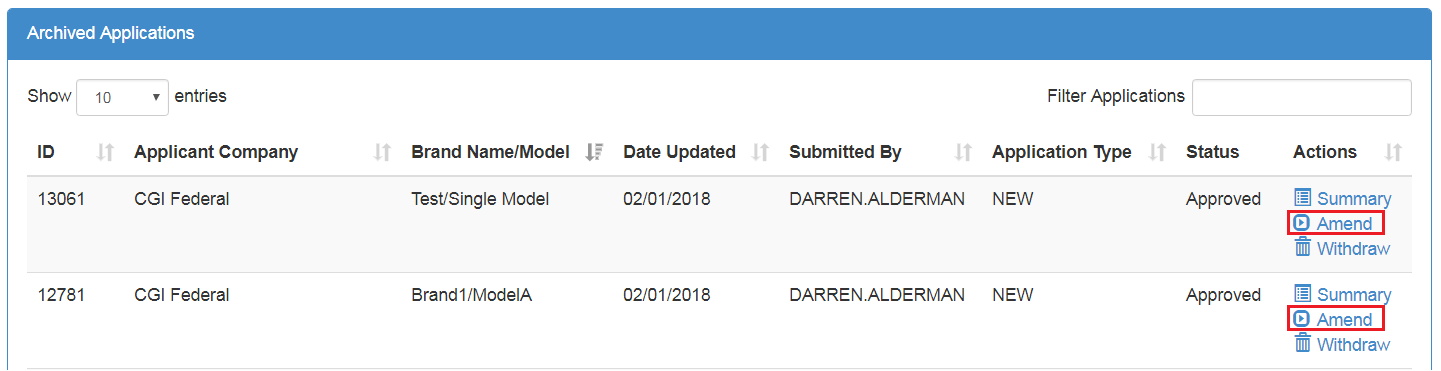 Archived Applications
Show 10 entries Filter Applications
ID Applicant Company Brand Name/Model Date Updated Submitted By Application Type Status Actions
13061 CGI Federal Test/Single Model 02/01/2018 DARREN.ALDERMAN NEW Approved Summary
Amend
Withdraw
12781 CGI Federal Brand1/ModelA 02/01/2018 DARREN.ALDERMAN NEW Approved Summary
Amend
Withdraw